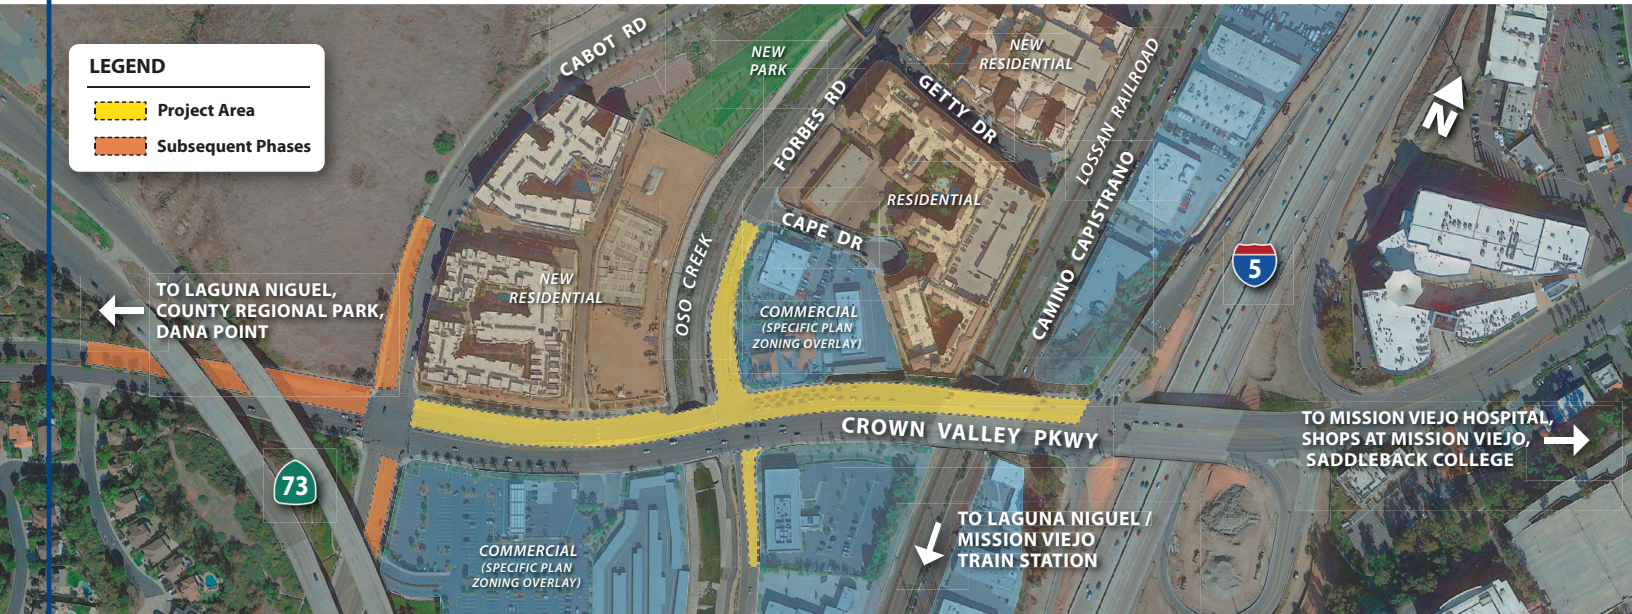 LEGEND
Project Area
Subsequent Phases
CABOT RD
NEW
PARK
FORBES RD
GETTY DR
NEW
RESIDENTIAL
LOSSAN RAILROAD
N
RESIDENTIAL
CAPE DR
CAMINO CAPISTRANO
5
OSO CREEK
NEW
RESIDENTIAL
TO LAGUNA NIGUEL,
COUNTY REGIONAL PARK,
DANA POINT
COMMERCIAL
(SPECIFIC PLAN
ZONING OVERLAY)
CROWN VALLEY PKWY
TO MISSION VIEJO HOSPITAL,
SHOPS AT MISSION VIEJO,
SADDLEBACK COLLEGE
73
COMMERCIAL
(SPECIFIC PLAN
ZONING OVERLAY)
TO LAGUNA NIGUEL /
MISSION VIEJO
TRAIN STATION